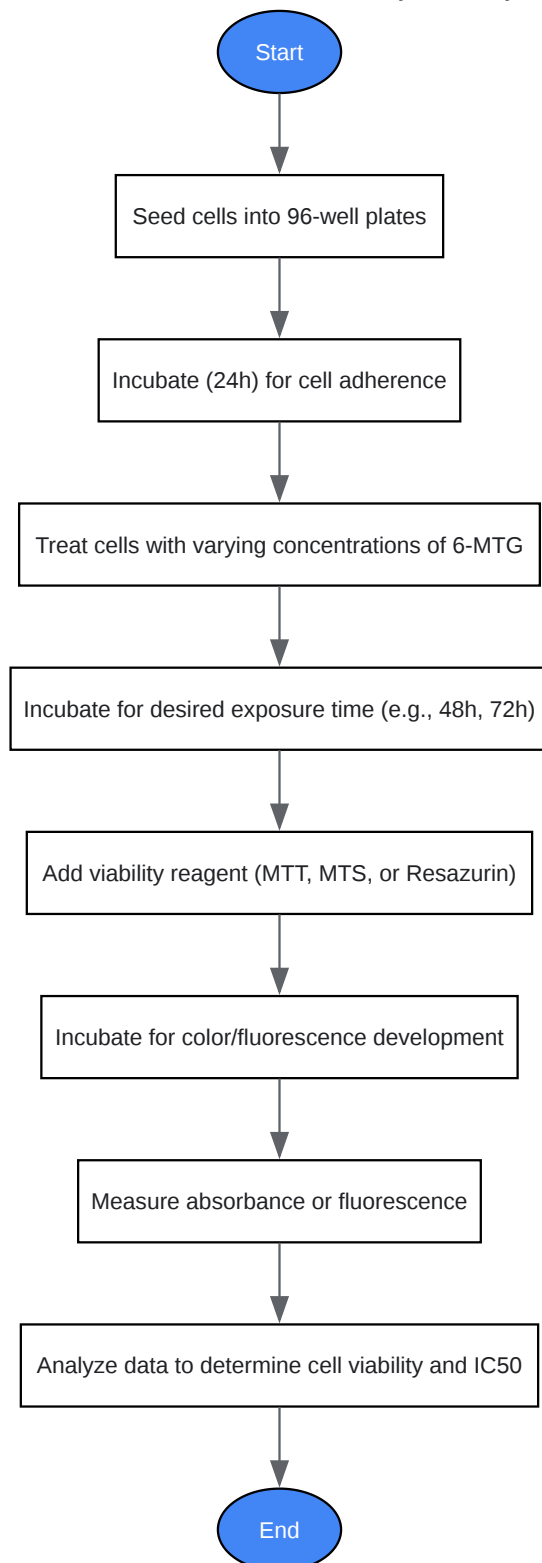 Start
Seed cells into 96-well plates
Incubate (24h) for cell adherence
Treat cells with varying concentrations of 6-MTG
Incubate for desired exposure time (e.g., 48h, 72h)
Add viability reagent (MTT, MTS, or Resazurin)
Incubate for color/fluorescence development
Measure absorbance or fluorescence
Analyze data to determine cell viability and IC50
End